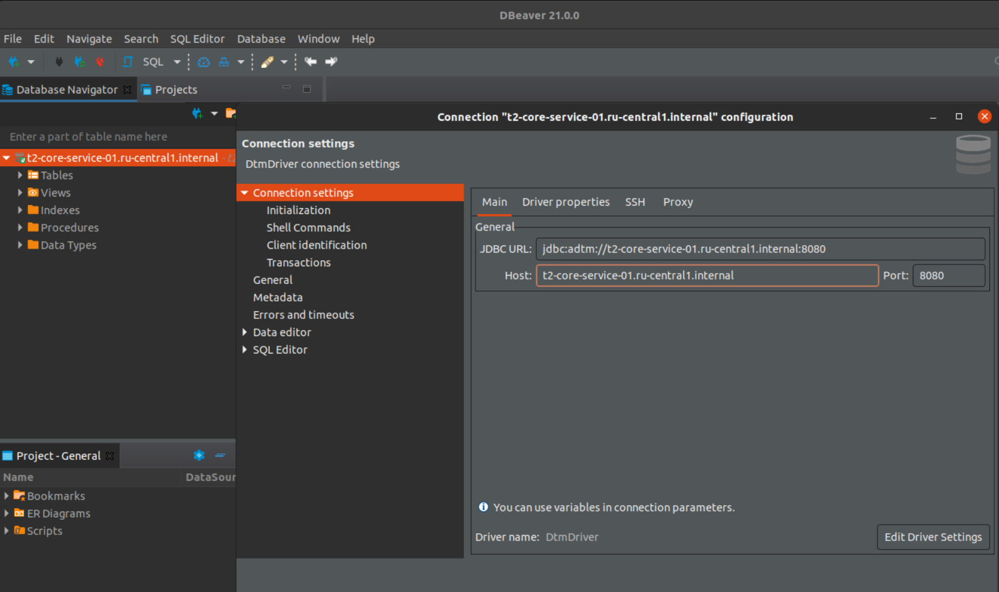 DBeaver 21.0.0
File Edit Navigate Search SQL Editor Database Window Help
SQL
Database Navigator
Projects
Enter a part of table name here
t2-core-service-01.ru-central1.internal - t2
Tables
Views
Indexes
Procedures
Data Types
Project - General
Name DataSour
Bookmarks
ER Diagrams
Scripts
Connection "t2-core-service-01.ru-central1.internal" configuration
Connection settings
DtmDriver connection settings
Connection settings
Initialization
Shell Commands
Client identification
Transactions
General
Metadata
Errors and timeouts
Data editor
SQL Editor
Main Driver properties SSH Proxy
General
JDBC URL: jdbc:adtm://t2-core-service-01.ru-central1.internal:8080
Host: t2-core-service-01.ru-central1.internal Port: 8080
You can use variables in connection parameters.
Driver name: DtmDriver
Edit Driver Settings